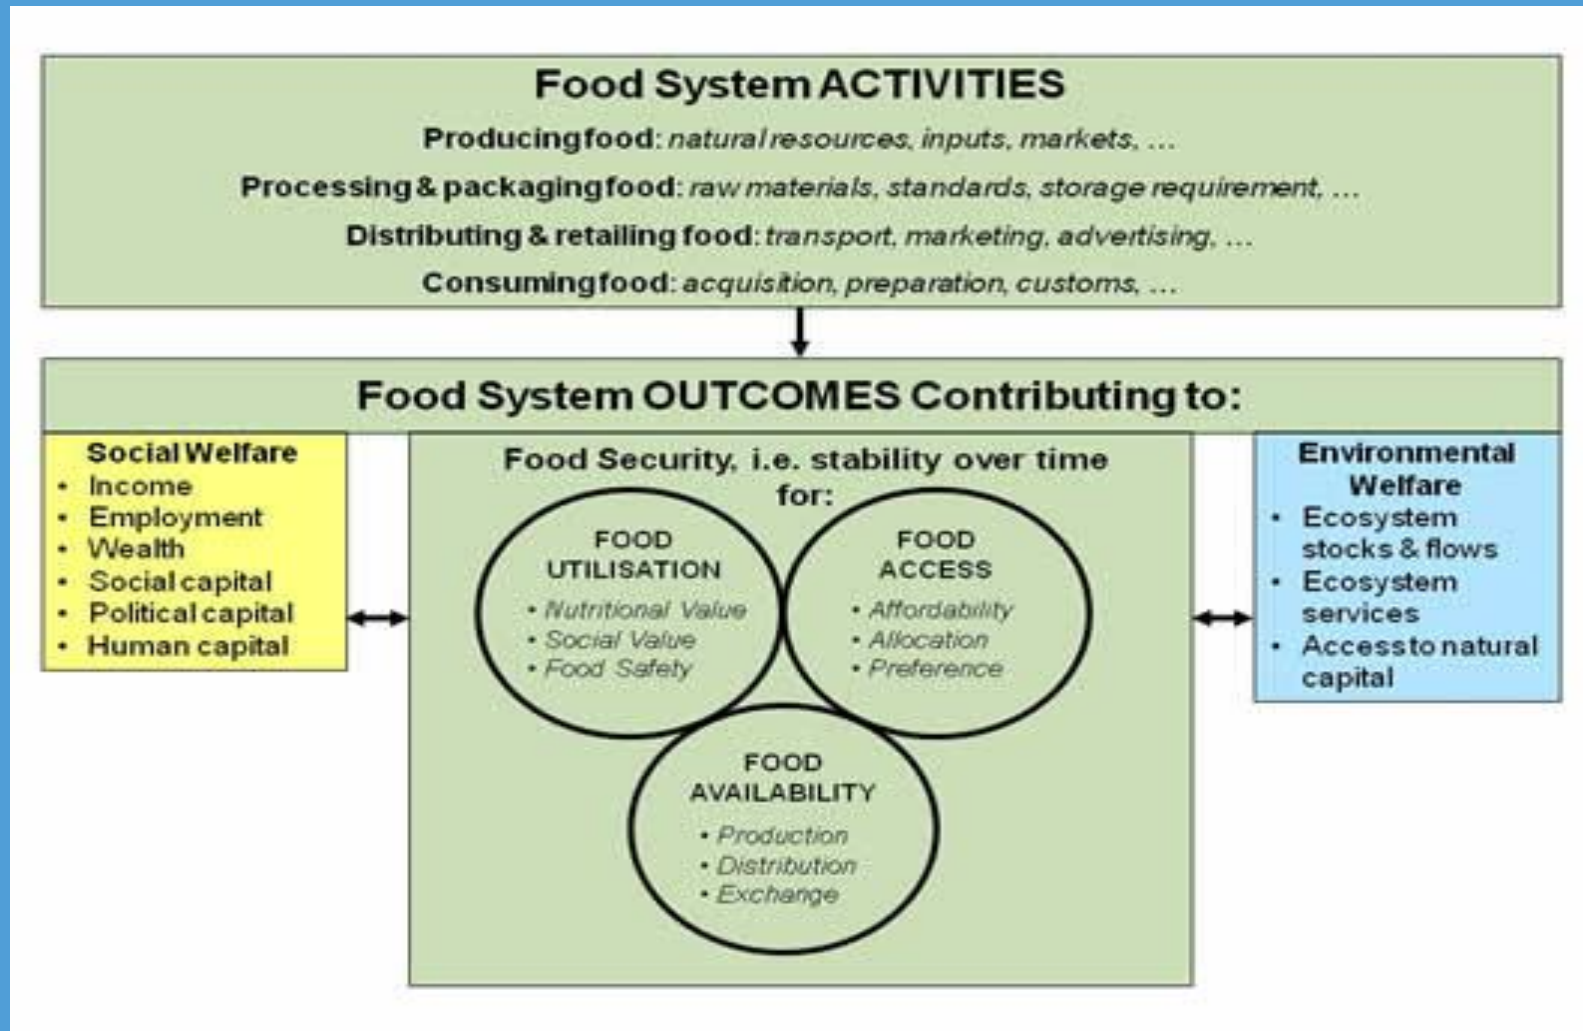 Food System ACTIVITIES
Producing food: natural resources, inputs, markets, …
Processing & packaging food: raw materials, standards, storage requirement, …
Distributing & retailing food: transport, marketing, advertising, …
Consuming food: acquisition, preparation, customs, …
Food System OUTCOMES Contributing to:
Social Welfare
• Income
• Employment
• Wealth
• Social capital
• Political capital
• Human capital
Food Security, i.e. stability over time
for:
FOOD
UTILISATION
• Nutritional Value
• Social Value
• Food Safety
FOOD
ACCESS
• Affordability
• Allocation
• Preference
FOOD
AVAILABILITY
• Production
• Distribution
• Exchange
Environmental
Welfare
• Ecosystem
stocks & flows
• Ecosystem
services
• Access to natural
capital